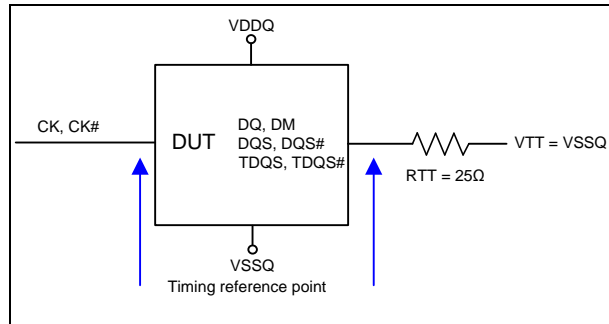 VDDQ
CK, CK#
DUT
DQ, DM
DQS, DQS#
TDQS, TDQS#
VTT = VSSQ
RTT = 25Ω
VSSQ
Timing reference point